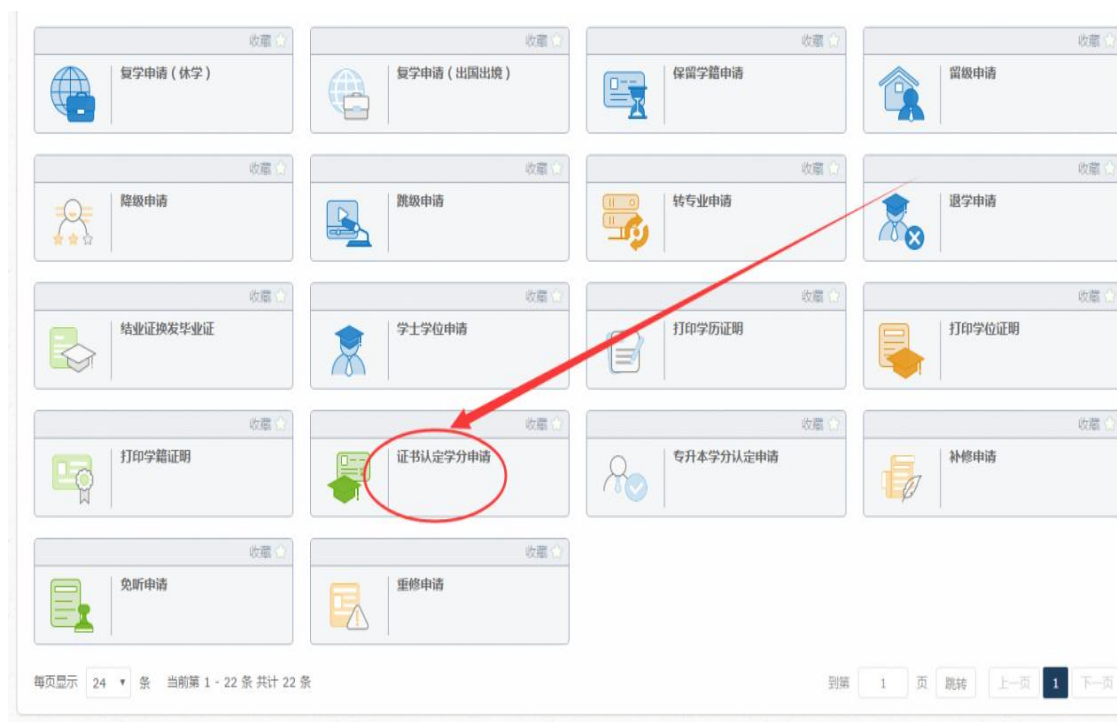 收藏 收藏 收藏 收藏
复学申请（休学） 复学申请（出国出境） 保留学籍申请 留级申请
收藏 收藏 收藏 收藏
降级申请 跳级申请 转专业申请 退学申请
收藏 收藏 收藏 收藏
结业证换发毕业证 学士学位申请 打印学历证明 打印学位证明
收藏 收藏 收藏 收藏
打印学籍证明 证书认定学分申请 专升本学分认定申请 补修申请
收藏 收藏
免听申请 重修申请
每页显示 24 条 当前第 1 - 22 条 共计 22 条 到第 1 页 跳转 上一页 1 下一页